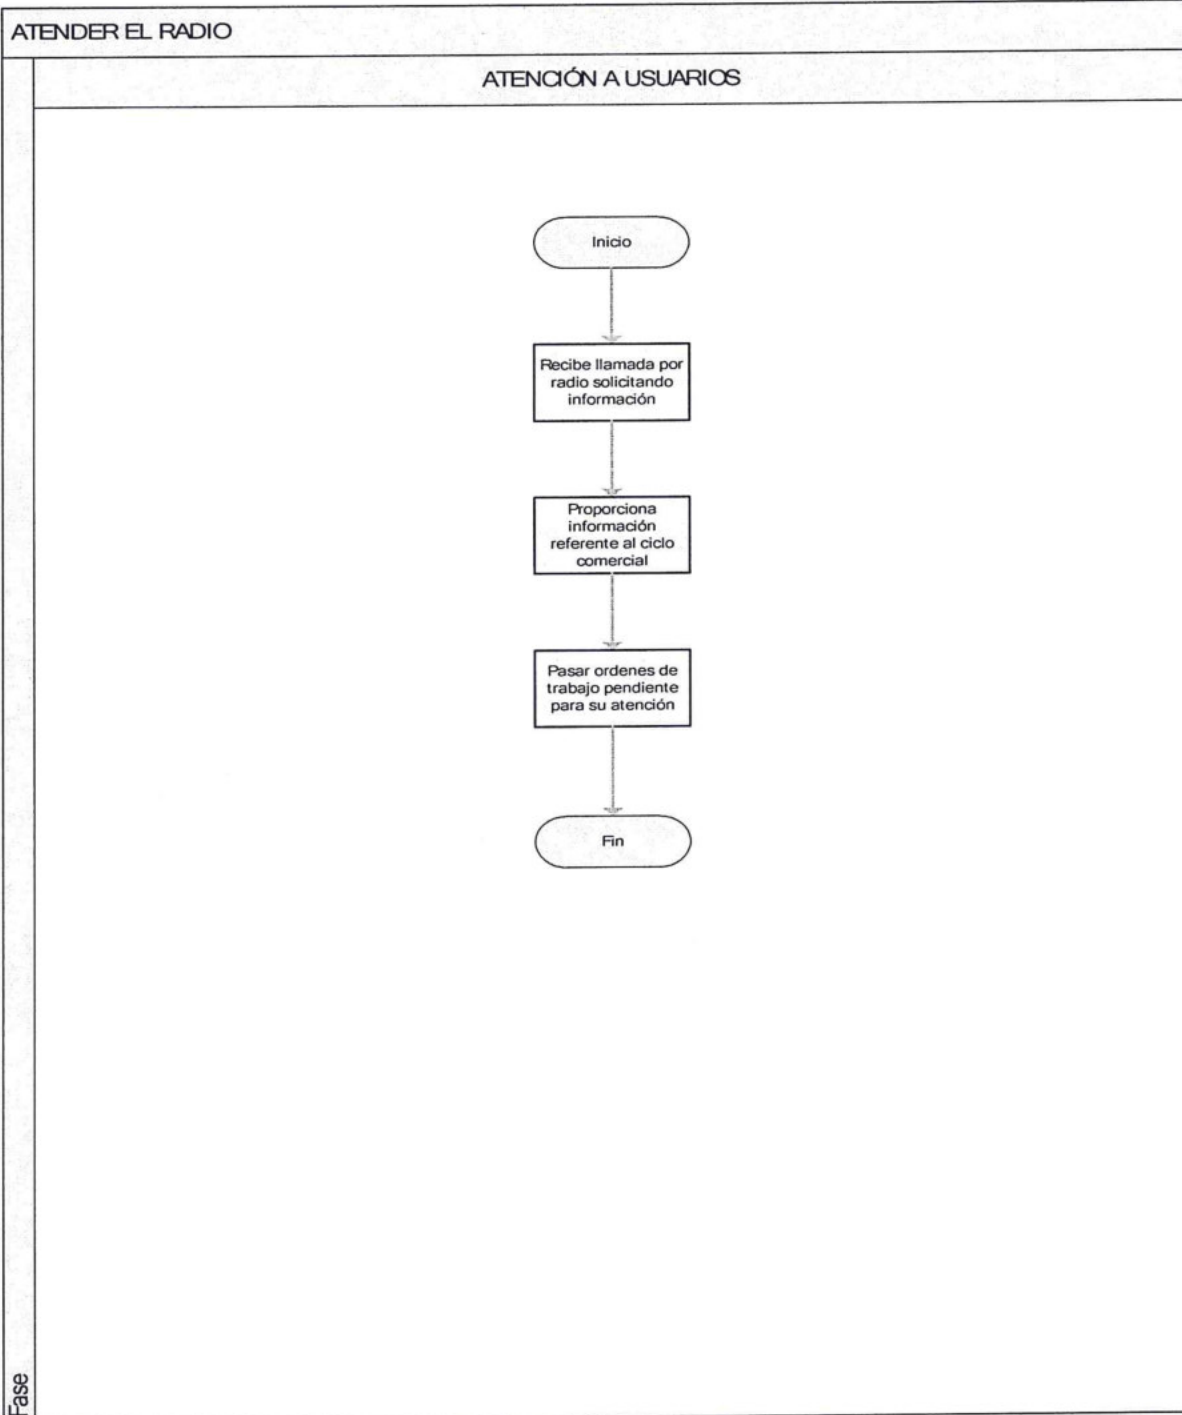 ATENDER EL RADIO
ATENCIÓN A USUARIOS
Inicio
Recibe llamada por
radio solicitando
información
Proporciona
información
referente al ciclo
comercial
Pasar ordenes de
trabajo pendiente
para su atención
Fin
Fase